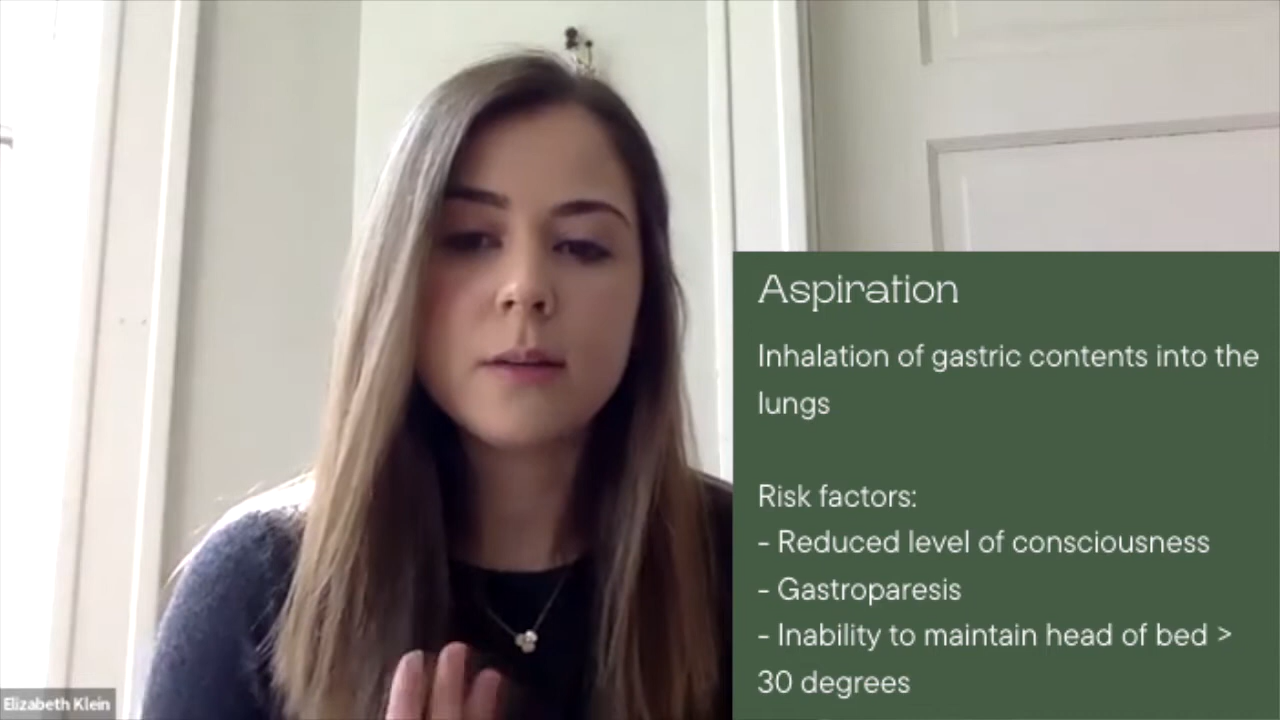 Aspiration
Inhalation of gastric contents into the
lungs
Risk factors:
- Reduced level of consciousness
- Gastroparesis
- Inability to maintain head of bed >
30 degrees
Elizabeth Klein